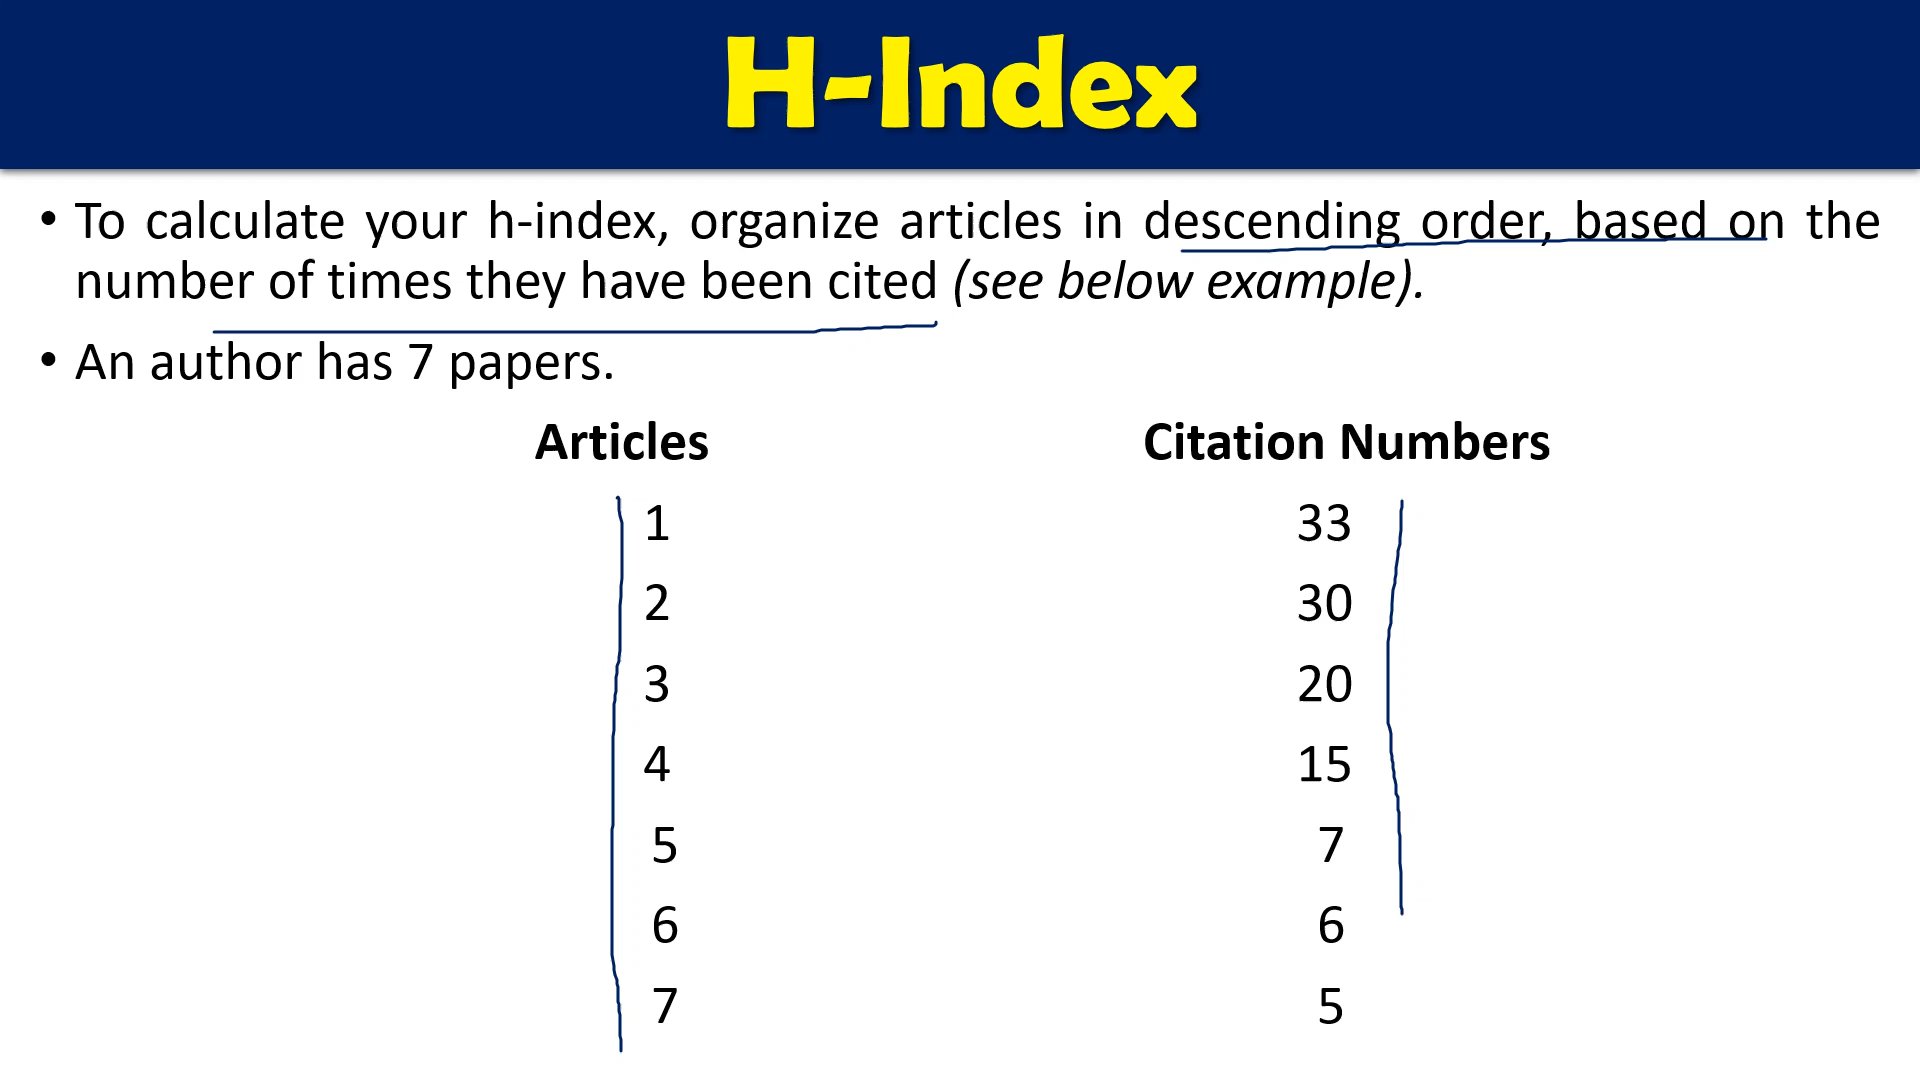 H-Index
• To calculate your h-index, organize articles in descending order, based on the
number of times they have been cited (see below example).
• An author has 7 papers.
Articles Citation Numbers
1 33
2 30
3 20
4 15
5 7
6 6
7 5